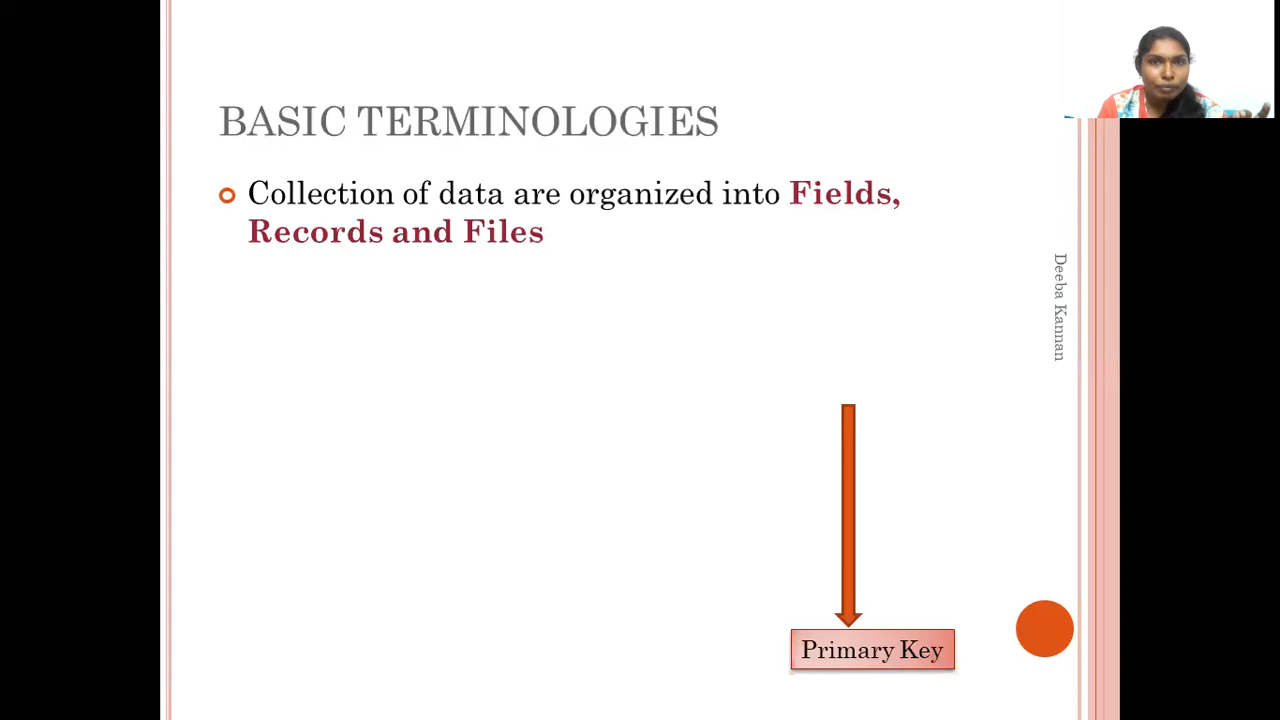 BASIC TERMINOLOGIES
Collection of data are organized into Fields,
Records and Files
Deeba Kannan
Primary Key